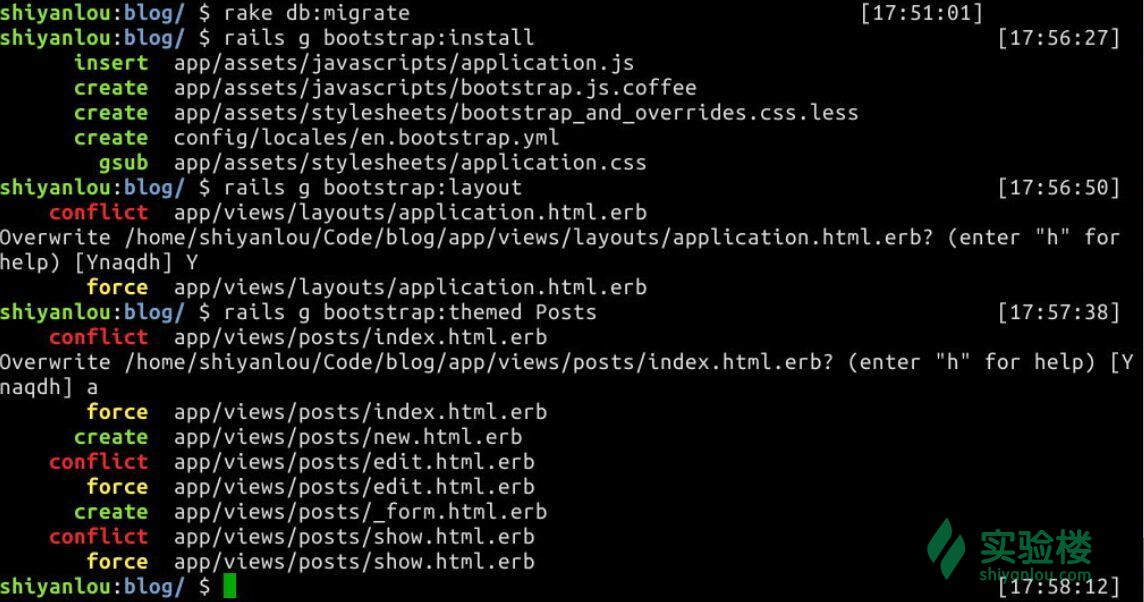 shiyanlou:blog/ $ rake db:migrate [17:51:01]
shiyanlou:blog/ $ rails g bootstrap:install [17:56:27]
insert app/assets/javascripts/application.js
create app/assets/javascripts/bootstrap.js.coffee
create app/assets/stylesheets/bootstrap_and_overrides.css.less
create config/locales/en.bootstrap.yml
gsub app/assets/stylesheets/application.css
shiyanlou:blog/ $ rails g bootstrap:layout [17:56:50]
conflict app/views/layouts/application.html.erb
Overwrite /home/shiyanlou/Code/blog/app/views/layouts/application.html.erb? (enter "h" for
help) [Ynaqdh] Y
force app/views/layouts/application.html.erb
shiyanlou:blog/ $ rails g bootstrap:themed Posts [17:57:38]
conflict app/views/posts/index.html.erb
Overwrite /home/shiyanlou/Code/blog/app/views/posts/index.html.erb? (enter "h" for help) [Y
naqdh] a
force app/views/posts/index.html.erb
create app/views/posts/new.html.erb
conflict app/views/posts/edit.html.erb
force app/views/posts/edit.html.erb
create app/views/posts/_form.html.erb
conflict app/views/posts/show.html.erb
force app/views/posts/show.html.erb
shiyanlou:blog/ $ [17:58:12]
实验楼
shiyanlou.com